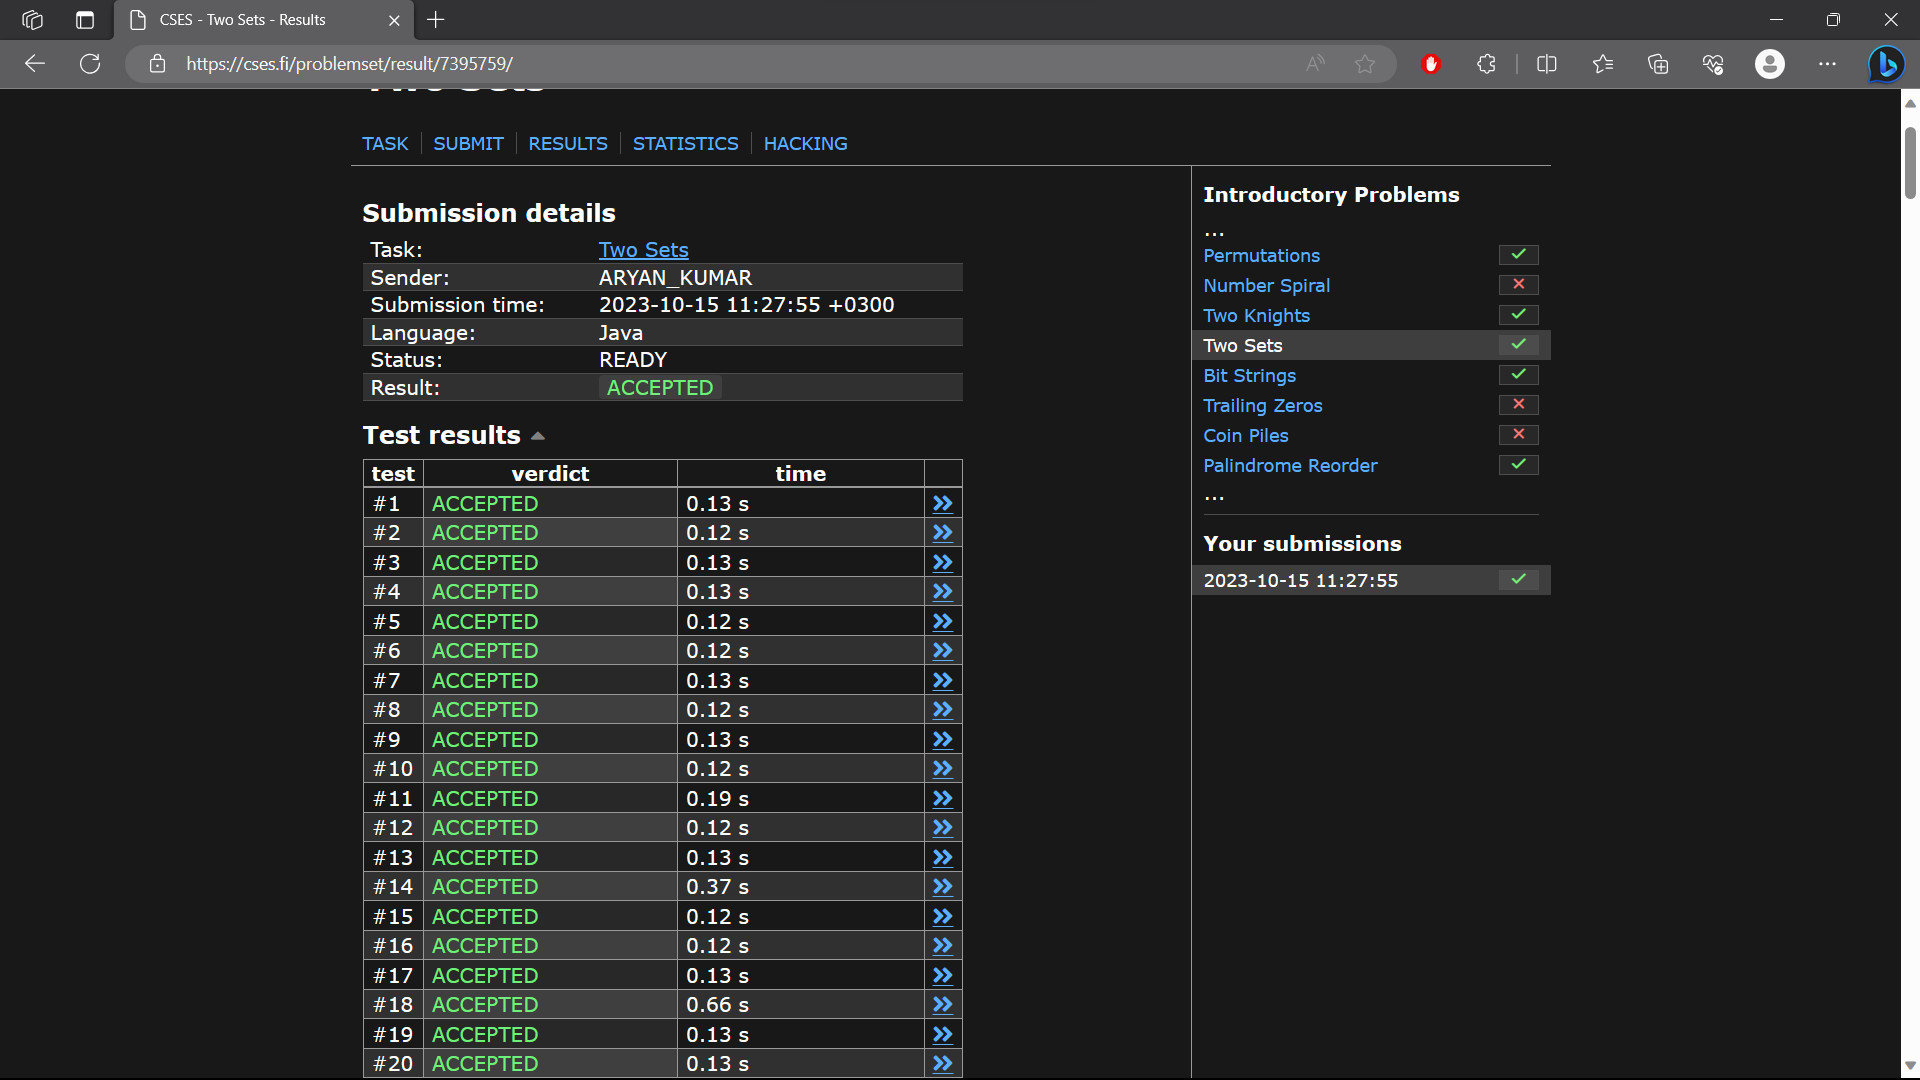 CSES - Two Sets - Results
https://cses.fi/problemset/result/7395759/
Two Sets
TASK SUBMIT RESULTS STATISTICS HACKING
Submission details
Task: Two Sets
Sender: ARYAN_KUMAR
Submission time: 2023-10-15 11:27:55 +0300
Language: Java
Status: READY
Result: ACCEPTED
Test results
test verdict time
#1 ACCEPTED 0.13 s »
#2 ACCEPTED 0.12 s »
#3 ACCEPTED 0.13 s »
#4 ACCEPTED 0.13 s »
#5 ACCEPTED 0.12 s »
#6 ACCEPTED 0.12 s »
#7 ACCEPTED 0.13 s »
#8 ACCEPTED 0.12 s »
#9 ACCEPTED 0.13 s »
#10 ACCEPTED 0.12 s »
#11 ACCEPTED 0.19 s »
#12 ACCEPTED 0.12 s »
#13 ACCEPTED 0.13 s »
#14 ACCEPTED 0.37 s »
#15 ACCEPTED 0.12 s »
#16 ACCEPTED 0.12 s »
#17 ACCEPTED 0.13 s »
#18 ACCEPTED 0.66 s »
#19 ACCEPTED 0.13 s »
#20 ACCEPTED 0.13 s »
Introductory Problems
...
Permutations
Number Spiral
Two Knights
Two Sets
Bit Strings
Trailing Zeros
Coin Piles
Palindrome Reorder
...
Your submissions
2023-10-15 11:27:55